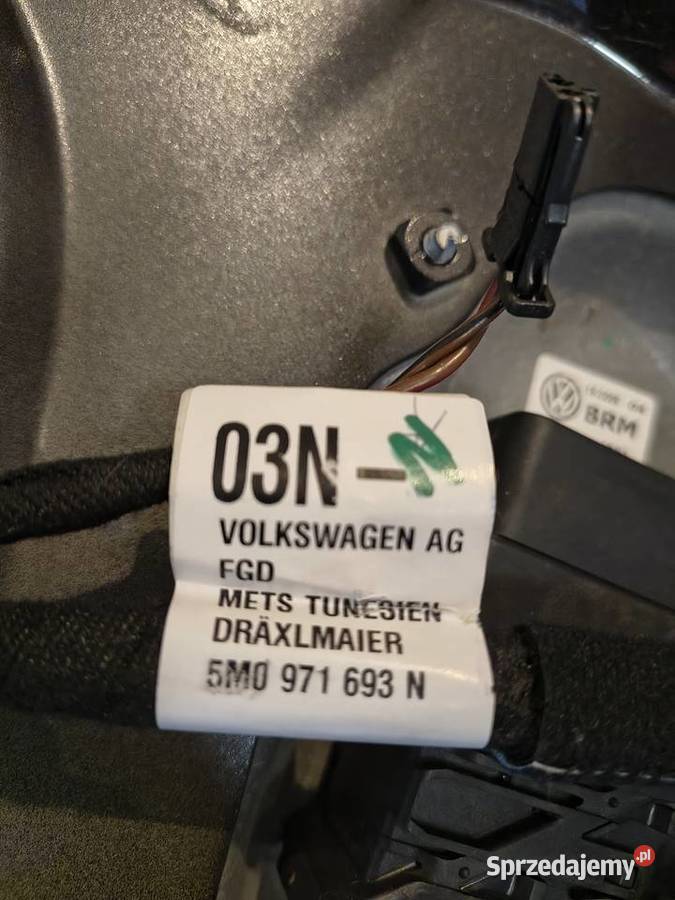 BRM
03N-N
VOLKSWAGEN AG
FGD
METS TUNESIEN
DRÄXLMAIER
5M0 971 693 N
Sprzedajemy.pl